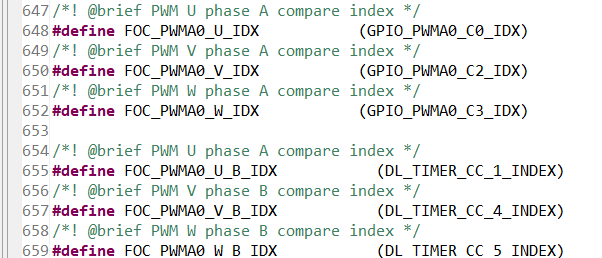 647 /*! @brief PWM U phase A compare index */
648 #define FOC_PWMA0_U_IDX (GPIO_PWMA0_C0_IDX)
649 /*! @brief PWM V phase A compare index */
650 #define FOC_PWMA0_V_IDX (GPIO_PWMA0_C2_IDX)
651 /*! @brief PWM W phase A compare index */
652 #define FOC_PWMA0_W_IDX (GPIO_PWMA0_C3_IDX)
653
654 /*! @brief PWM U phase A compare index */
655 #define FOC_PWMA0_U_B_IDX (DL_TIMER_CC_1_INDEX)
656 /*! @brief PWM V phase B compare index */
657 #define FOC_PWMA0_V_B_IDX (DL_TIMER_CC_4_INDEX)
658 /*! @brief PWM W phase B compare index */
659 #define FOC_PWMA0_W_B_IDX (DL_TIMER_CC_5_INDEX)